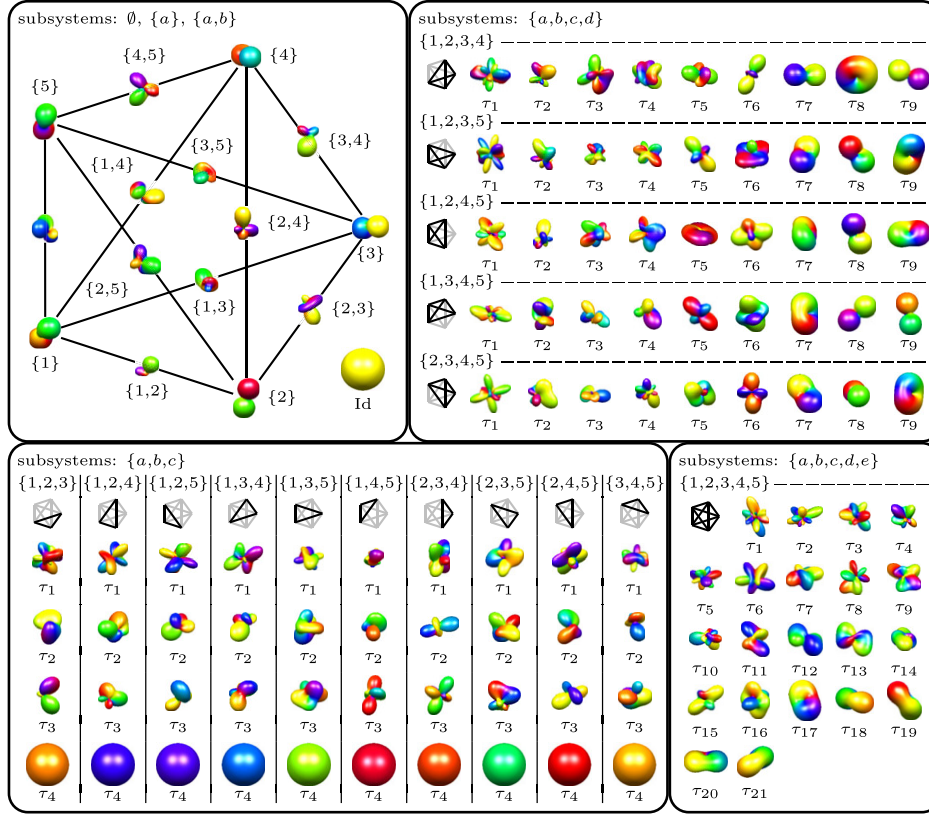 subsystems: ∅, {a}, {a,b}
{4,5}
{4}
{5}
{3,4}
{1,4}
{3,5}
{2,4}
{3}
{2,5}
{1,3}
{2,3}
{1}
{1,2}
{2}
Id
subsystems: {a,b,c,d}
{1,2,3,4}
τ1 τ2 τ3 τ4 τ5 τ6 τ7 τ8 τ9
{1,2,3,5}
τ1 τ2 τ3 τ4 τ5 τ6 τ7 τ8 τ9
{1,2,4,5}
τ1 τ2 τ3 τ4 τ5 τ6 τ7 τ8 τ9
{1,3,4,5}
τ1 τ2 τ3 τ4 τ5 τ6 τ7 τ8 τ9
{2,3,4,5}
τ1 τ2 τ3 τ4 τ5 τ6 τ7 τ8 τ9
subsystems: {a,b,c}
{1,2,3} {1,2,4} {1,2,5} {1,3,4} {1,3,5} {1,4,5} {2,3,4} {2,3,5} {2,4,5} {3,4,5}
τ1 τ1 τ1 τ1 τ1 τ1 τ1 τ1 τ1 τ1
τ2 τ2 τ2 τ2 τ2 τ2 τ2 τ2 τ2 τ2
τ3 τ3 τ3 τ3 τ3 τ3 τ3 τ3 τ3 τ3
τ4 τ4 τ4 τ4 τ4 τ4 τ4 τ4 τ4 τ4
subsystems: {a,b,c,d,e}
{1,2,3,4,5}
τ1 τ2 τ3 τ4
τ5 τ6 τ7 τ8 τ9
τ10 τ11 τ12 τ13 τ14
τ15 τ16 τ17 τ18 τ19
τ20 τ21